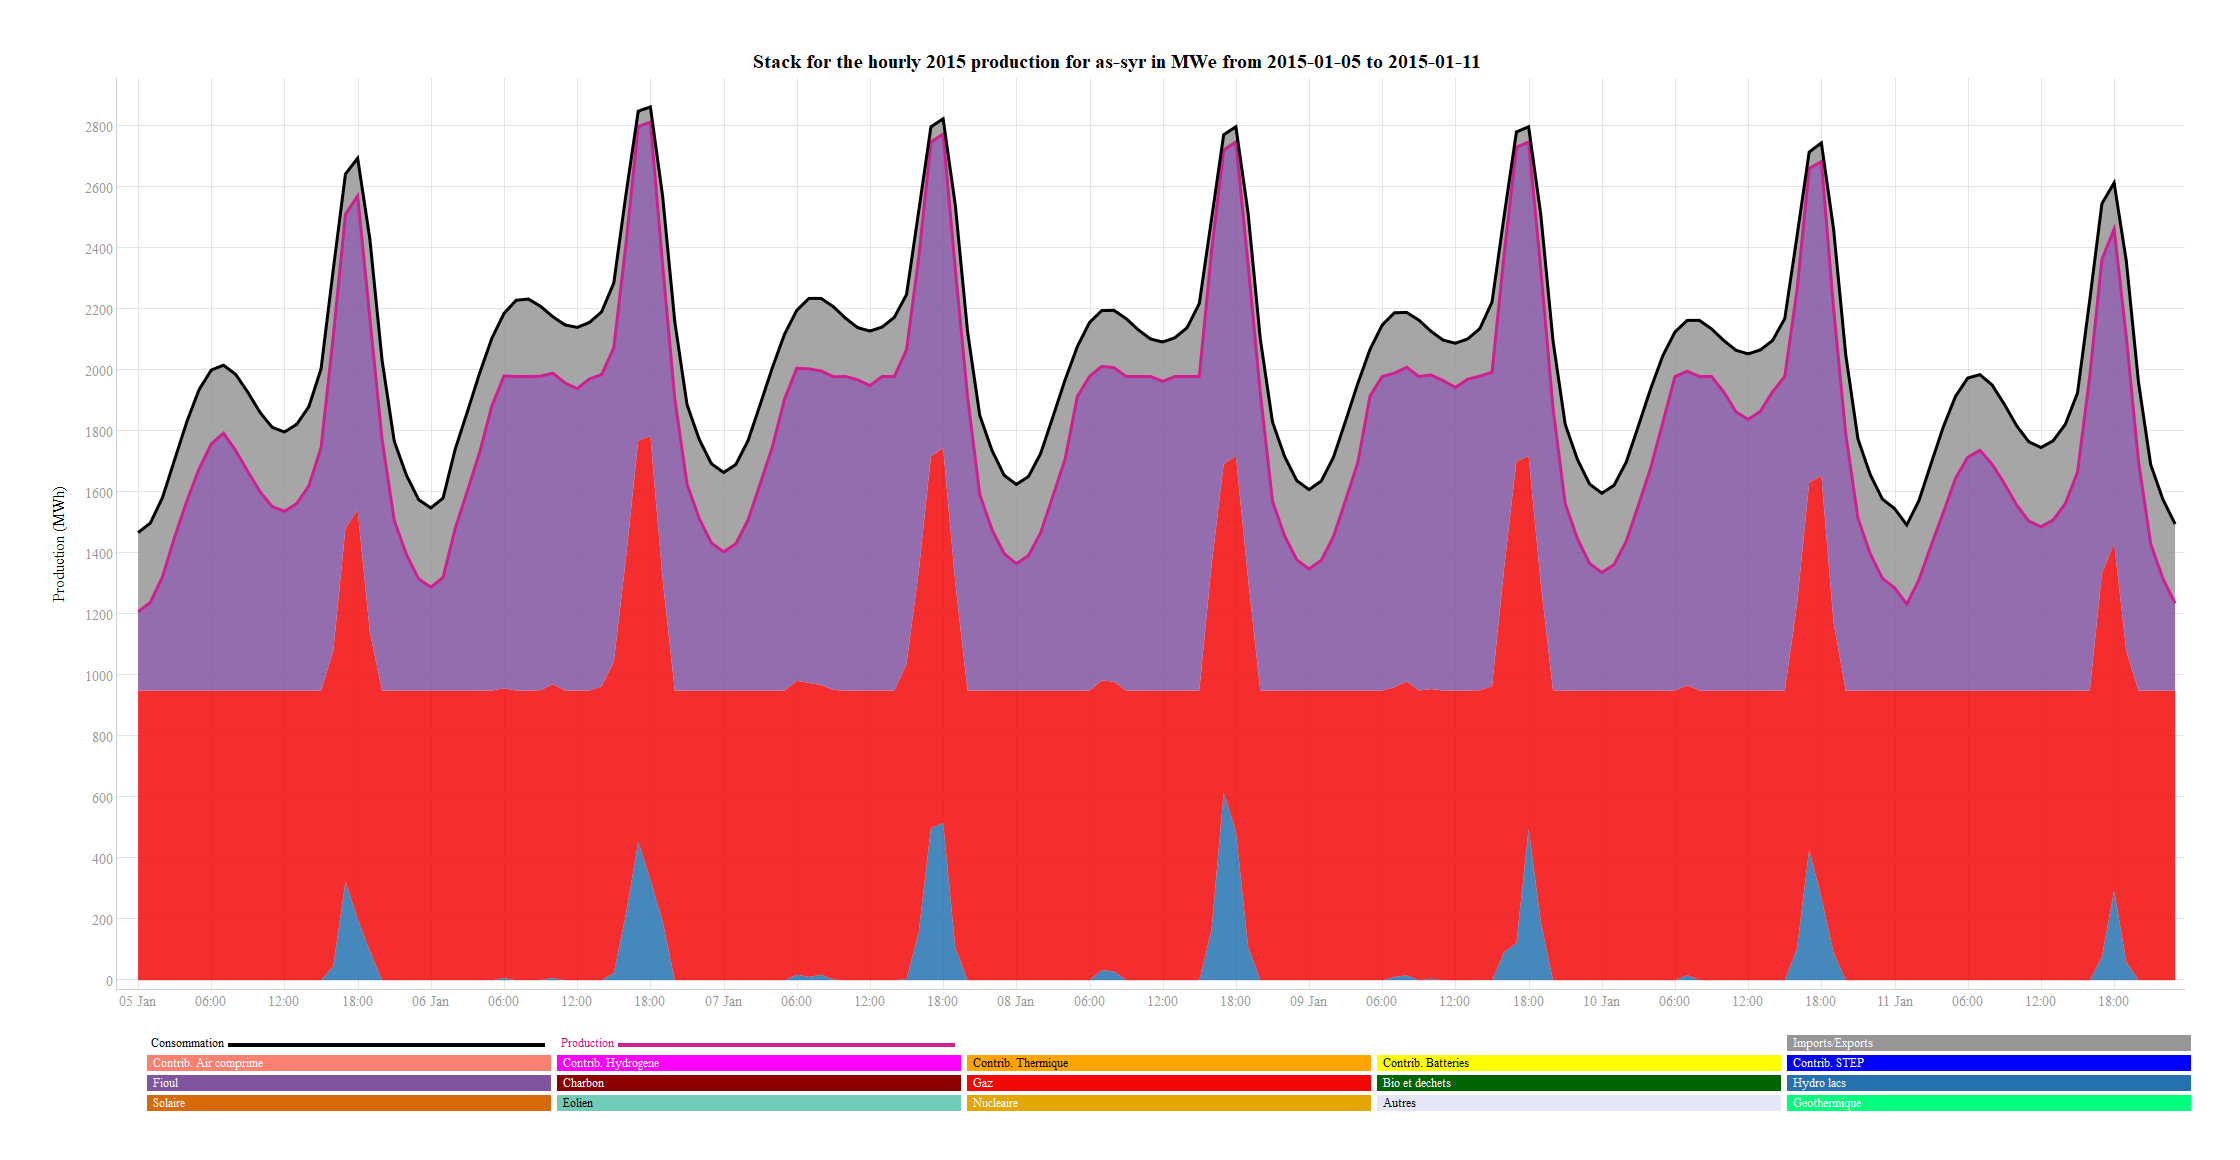 Stack for the hourly 2015 production for as-syr in MWe from 2015-01-05 to 2015-01-11
Production (MWh)
2800
2600
2400
2200
2000
1800
1600
1400
1200
1000
800
600
400
200
0
05 Jan 06:00 12:00 18:00 06 Jan 06:00 12:00 18:00 07 Jan 06:00 12:00 18:00 08 Jan 06:00 12:00 18:00 09 Jan 06:00 12:00 18:00 10 Jan 06:00 12:00 18:00 11 Jan 06:00 12:00 18:00
Consommation Production Imports/Exports
Contrib. Air comprime Contrib. Hydrogene Contrib. Thermique Contrib. Batteries Contrib. STEP
Fioul Charbon Gaz Bio et dechets Hydro lacs
Solaire Eolien Nucleaire Autres Geothermique